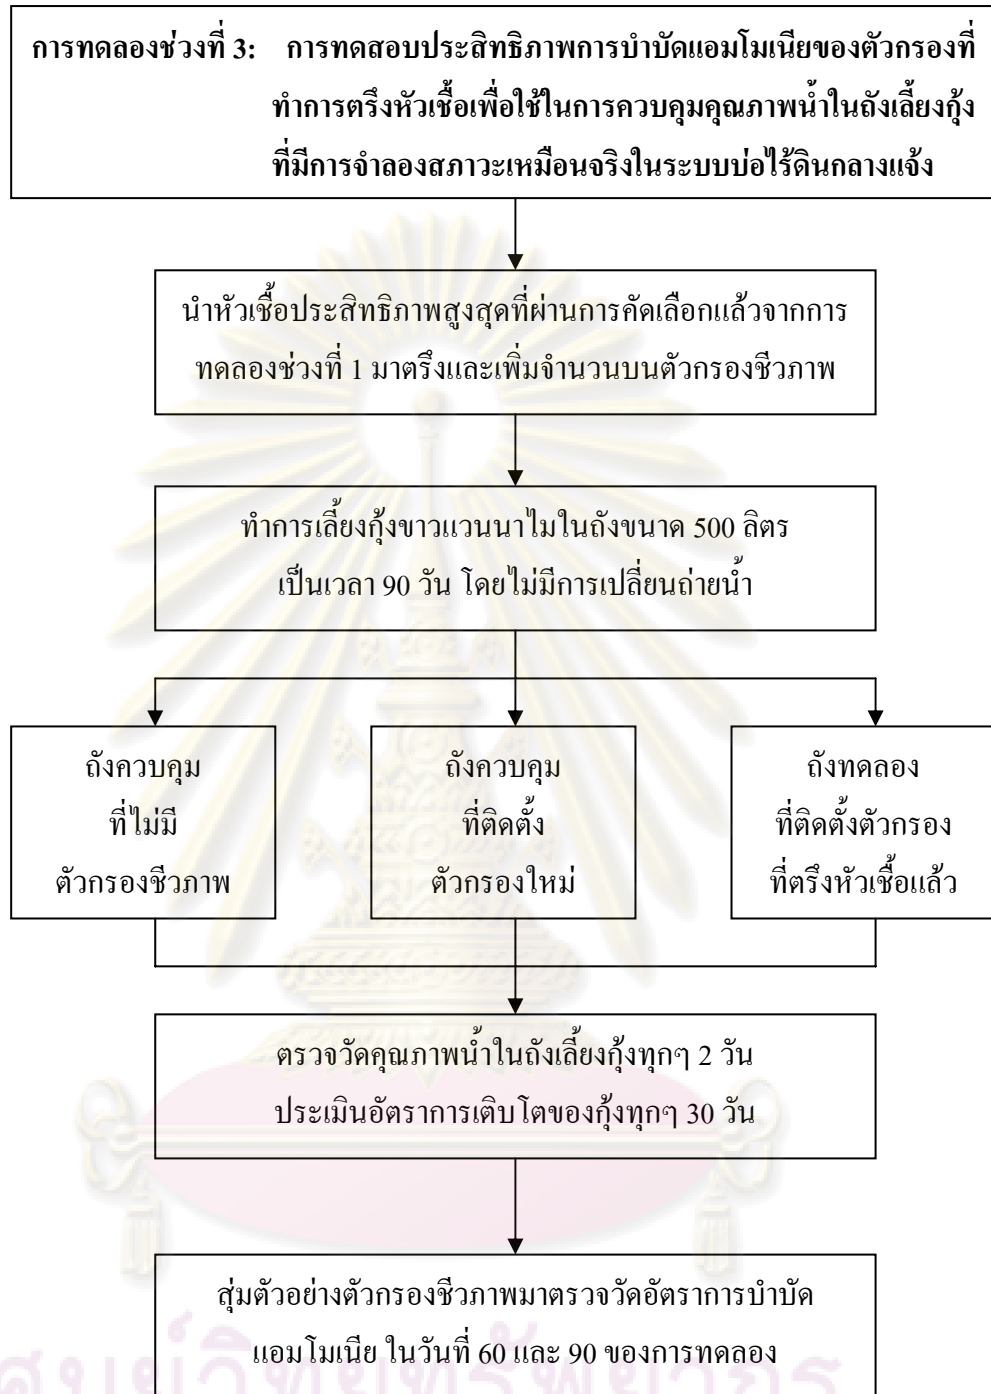 การทดลองช่วงที่ 3: การทดสอบประสิทธิภาพการบำบัดแอมโมเนียของตัวกรองที่
ทำการตรึงหัวเชื้อเพื่อใช้ในการควบคุมคุณภาพน้ำในถังเลี้ยงกุ้ง
ที่มีการจำลองสภาวะเหมือนจริงในระบบบ่อไร้ดินกลางแจ้ง
นำหัวเชื้อประสิทธิภาพสูงสุดที่ผ่านการคัดเลือกแล้วจากการ
ทดลองช่วงที่ 1 มาตรึงและเพิ่มจำนวนบนตัวกรองชีวภาพ
ทำการเลี้ยงกุ้งขาวแวนนาไมในถังขนาด 500 ลิตร
เป็นเวลา 90 วัน โดยไม่มีการเปลี่ยนถ่ายน้ำ
ถังควบคุม
ที่ไม่มี
ตัวกรองชีวภาพ
ถังควบคุม
ที่ติดตั้ง
ตัวกรองใหม่
ถังทดลอง
ที่ติดตั้งตัวกรอง
ที่ตรึงหัวเชื้อแล้ว
ตรวจวัดคุณภาพน้ำในถังเลี้ยงกุ้งทุกๆ 2 วัน
ประเมินอัตราการเติบโตของกุ้งทุกๆ 30 วัน
สุ่มตัวอย่างตัวกรองชีวภาพมาตรวจวัดอัตราการบำบัด
แอมโมเนีย ในวันที่ 60 และ 90 ของการทดลอง
ศูนย์วิทยทรัพยากร